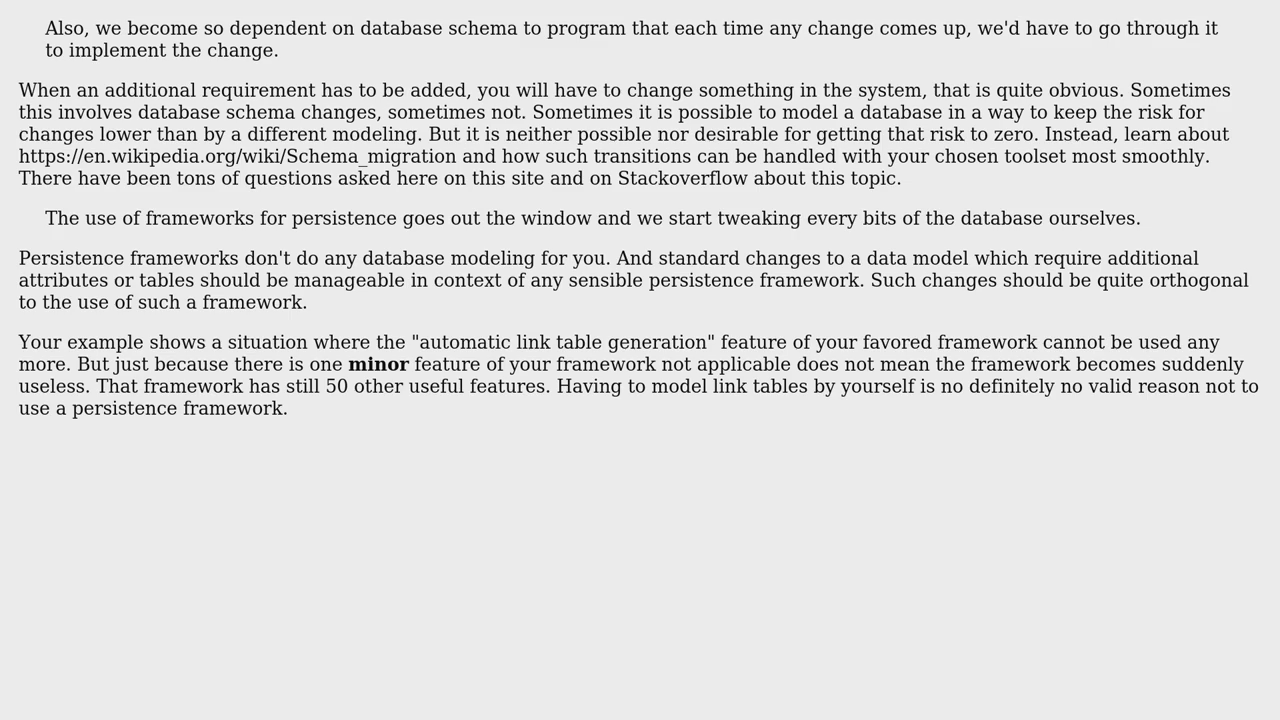 Also, we become so dependent on database schema to program that each time any change comes up, we'd have to go through it
to implement the change.
When an additional requirement has to be added, you will have to change something in the system, that is quite obvious. Sometimes
this involves database schema changes, sometimes not. Sometimes it is possible to model a database in a way to keep the risk for
changes lower than by a different modeling. But it is neither possible nor desirable for getting that risk to zero. Instead, learn about
https://en.wikipedia.org/wiki/Schema_migration and how such transitions can be handled with your chosen toolset most smoothly.
There have been tons of questions asked here on this site and on Stackoverflow about this topic.
The use of frameworks for persistence goes out the window and we start tweaking every bits of the database ourselves.
Persistence frameworks don't do any database modeling for you. And standard changes to a data model which require additional
attributes or tables should be manageable in context of any sensible persistence framework. Such changes should be quite orthogonal
to the use of such a framework.
Your example shows a situation where the "automatic link table generation" feature of your favored framework cannot be used any
more. But just because there is one minor feature of your framework not applicable does not mean the framework becomes suddenly
useless. That framework has still 50 other useful features. Having to model link tables by yourself is no definitely no valid reason not to
use a persistence framework.